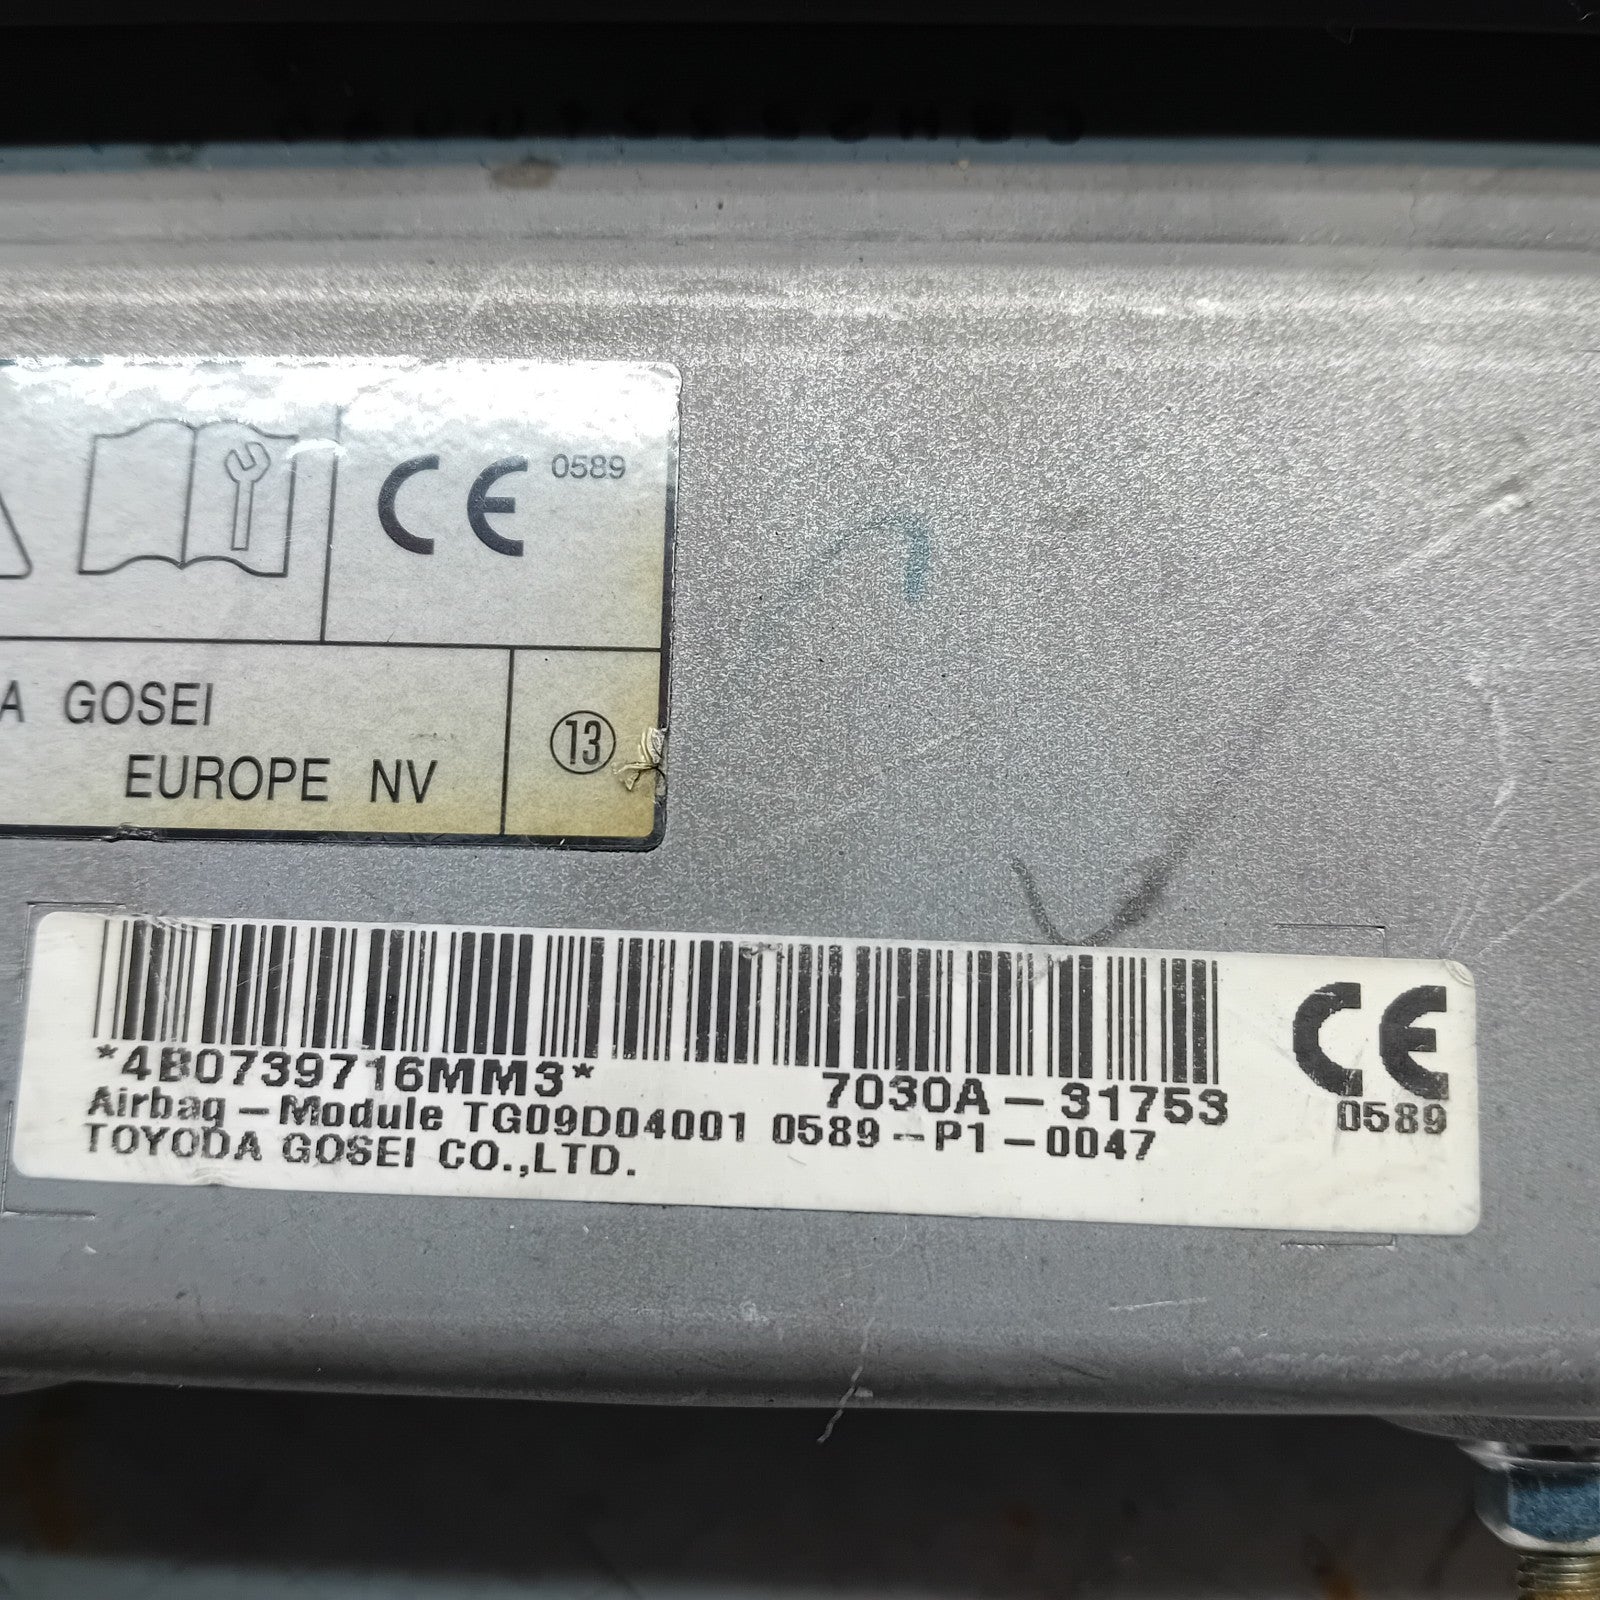 CE 0589
A GOSEI
EUROPE NV
13
*4B0739716MM3* 7030A-31753
Airbag-Module TG09D04001 0589-P1-0047
TOYODA GOSEI CO.,LTD.
CE
0589